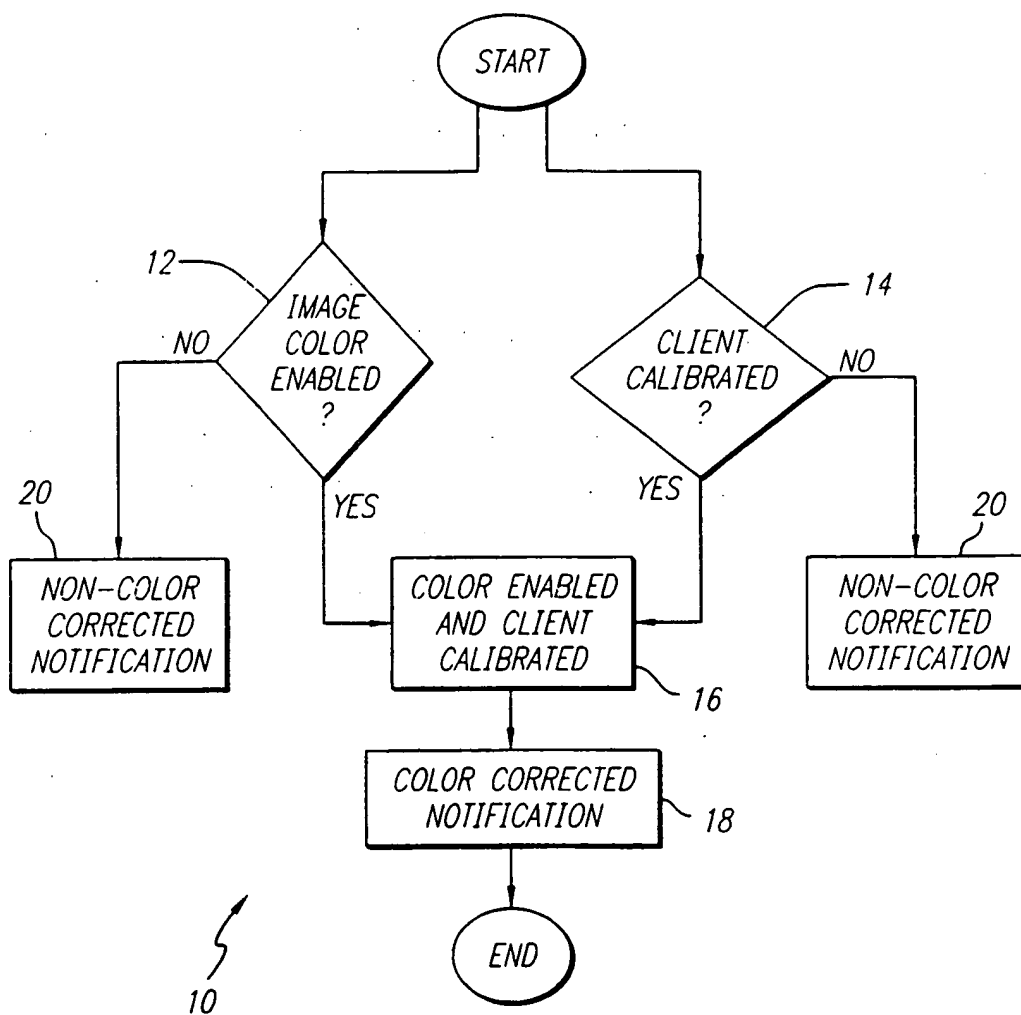 START
12
IMAGE
COLOR
ENABLED
?
NO
YES
14
CLIENT
CALIBRATED
?
NO
YES
20
NON-COLOR
CORRECTED
NOTIFICATION
COLOR ENABLED
AND CLIENT
CALIBRATED
16
20
NON-COLOR
CORRECTED
NOTIFICATION
COLOR CORRECTED
NOTIFICATION
18
END
10